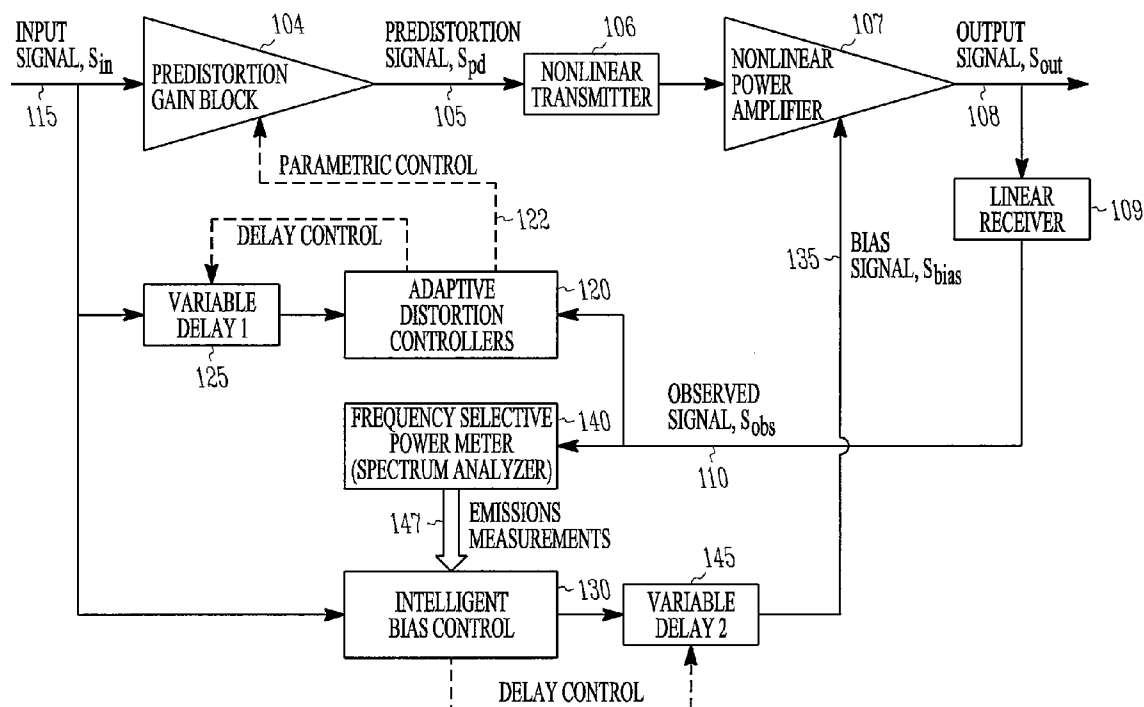 INPUT
SIGNAL, Sin
115
104
PREDISTORTION
GAIN BLOCK
PREDISTORTION
SIGNAL, Spd
105
106
NONLINEAR
TRANSMITTER
107
NONLINEAR
POWER
AMPLIFIER
OUTPUT
SIGNAL, Sout
108
PARAMETRIC CONTROL
122
LINEAR
RECEIVER
109
DELAY CONTROL
135
BIAS
SIGNAL, Sbias
VARIABLE
DELAY 1
125
ADAPTIVE
DISTORTION
CONTROLLERS
120
FREQUENCY SELECTIVE
POWER METER
(SPECTRUM ANALYZER)
140
OBSERVED
SIGNAL, Sobs
110
147
EMISSIONS
MEASUREMENTS
INTELLIGENT
BIAS CONTROL
130
145
VARIABLE
DELAY 2
DELAY CONTROL